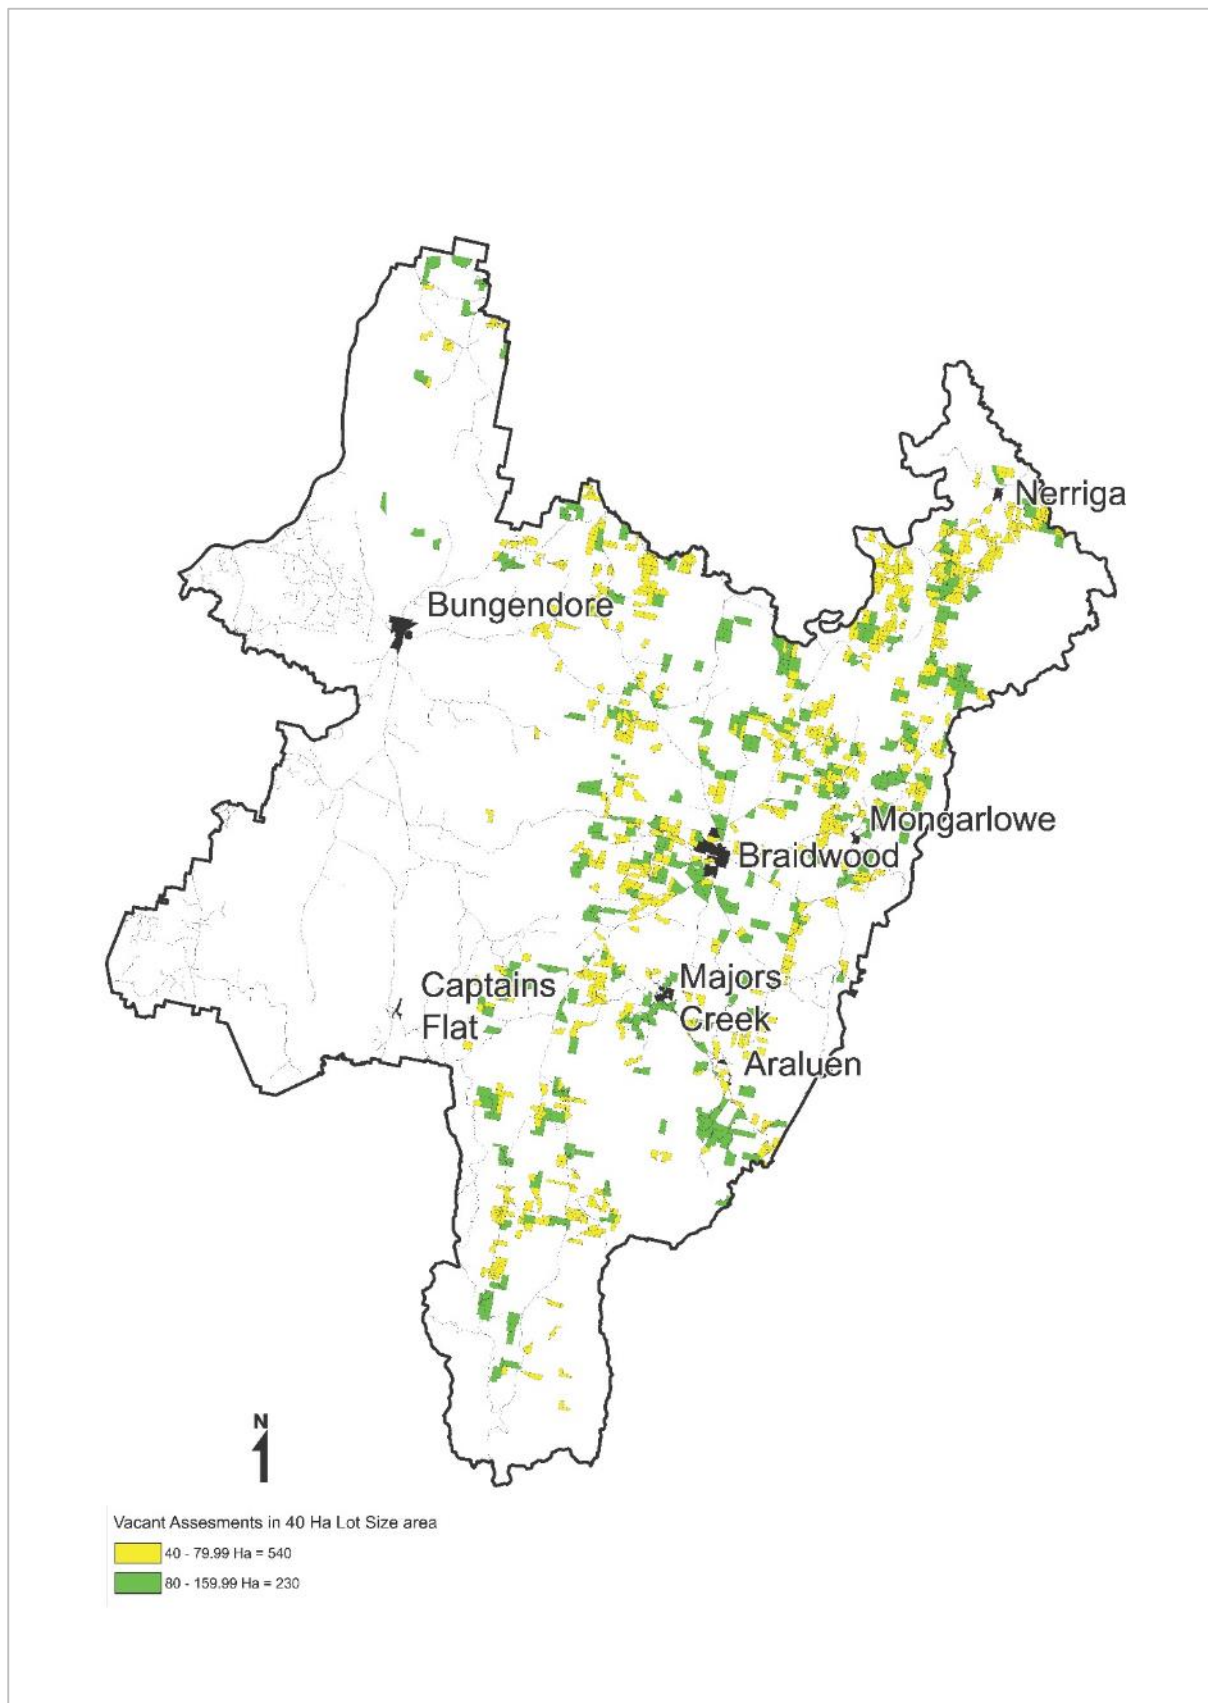 Nerriga
Bungendore
Mongarlowe
Braidwood
Captains
Flat
Majors
Creek
Araluen
N
Vacant Assesments in 40 Ha Lot Size area
40 - 79.99 Ha = 540
80 - 159.99 Ha = 230